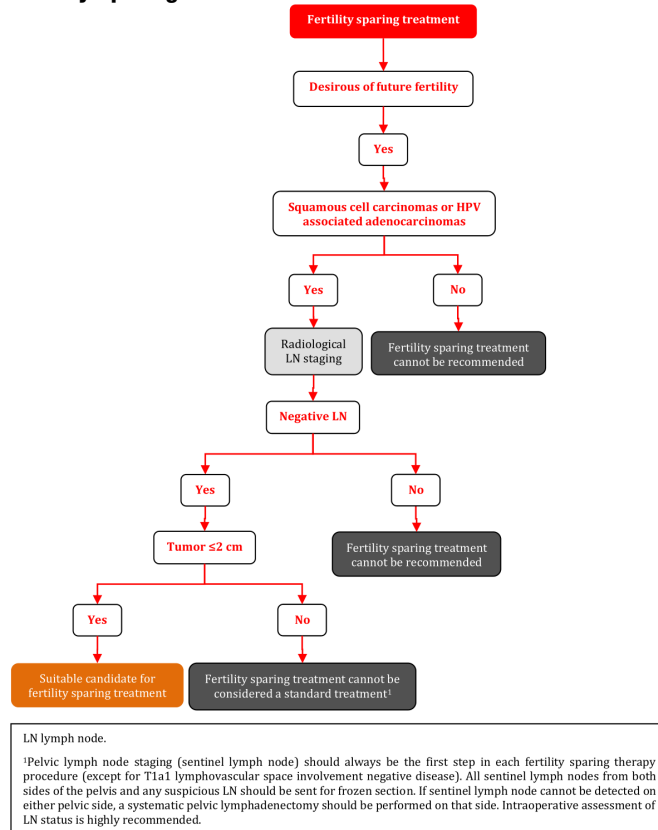 Fertility sparing treatment
Desirous of future fertility
Yes
Squamous cell carcinomas or HPV
associated adenocarcinomas
Yes
No
Radiological
LN staging
Fertility sparing treatment
cannot be recommended
Negative LN
Yes
No
Tumor ≤2 cm
Fertility sparing treatment
cannot be recommended
Yes
No
Suitable candidate for
fertility sparing treatment
Fertility sparing treatment cannot be
considered a standard treatment¹
LN lymph node.
¹Pelvic lymph node staging (sentinel lymph node) should always be the first step in each fertility sparing therapy
procedure (except for T1a1 lymphovascular space involvement negative disease). All sentinel lymph nodes from both
sides of the pelvis and any suspicious LN should be sent for frozen section. If sentinel lymph node cannot be detected on
either pelvic side, a systematic pelvic lymphadenectomy should be performed on that side. Intraoperative assessment of
LN status is highly recommended.